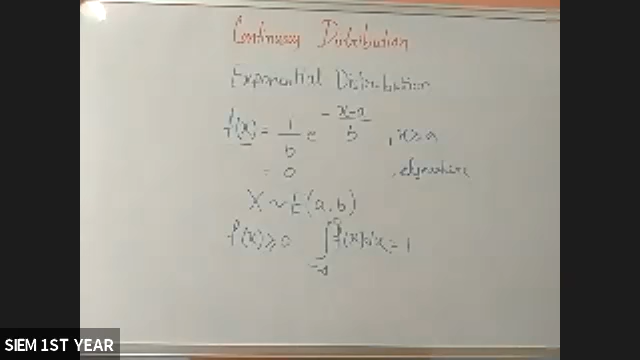 Continuous Distribution
Exponential Distribution
f(x) = 1/b e^{-(x-a)/b} , x ≥ a
= 0 , elsewhere
X ~ E(a, b)
f(x) ≥ 0 ∫_{-∞}^{∞} f(x) dx = 1
SIEM 1ST YEAR